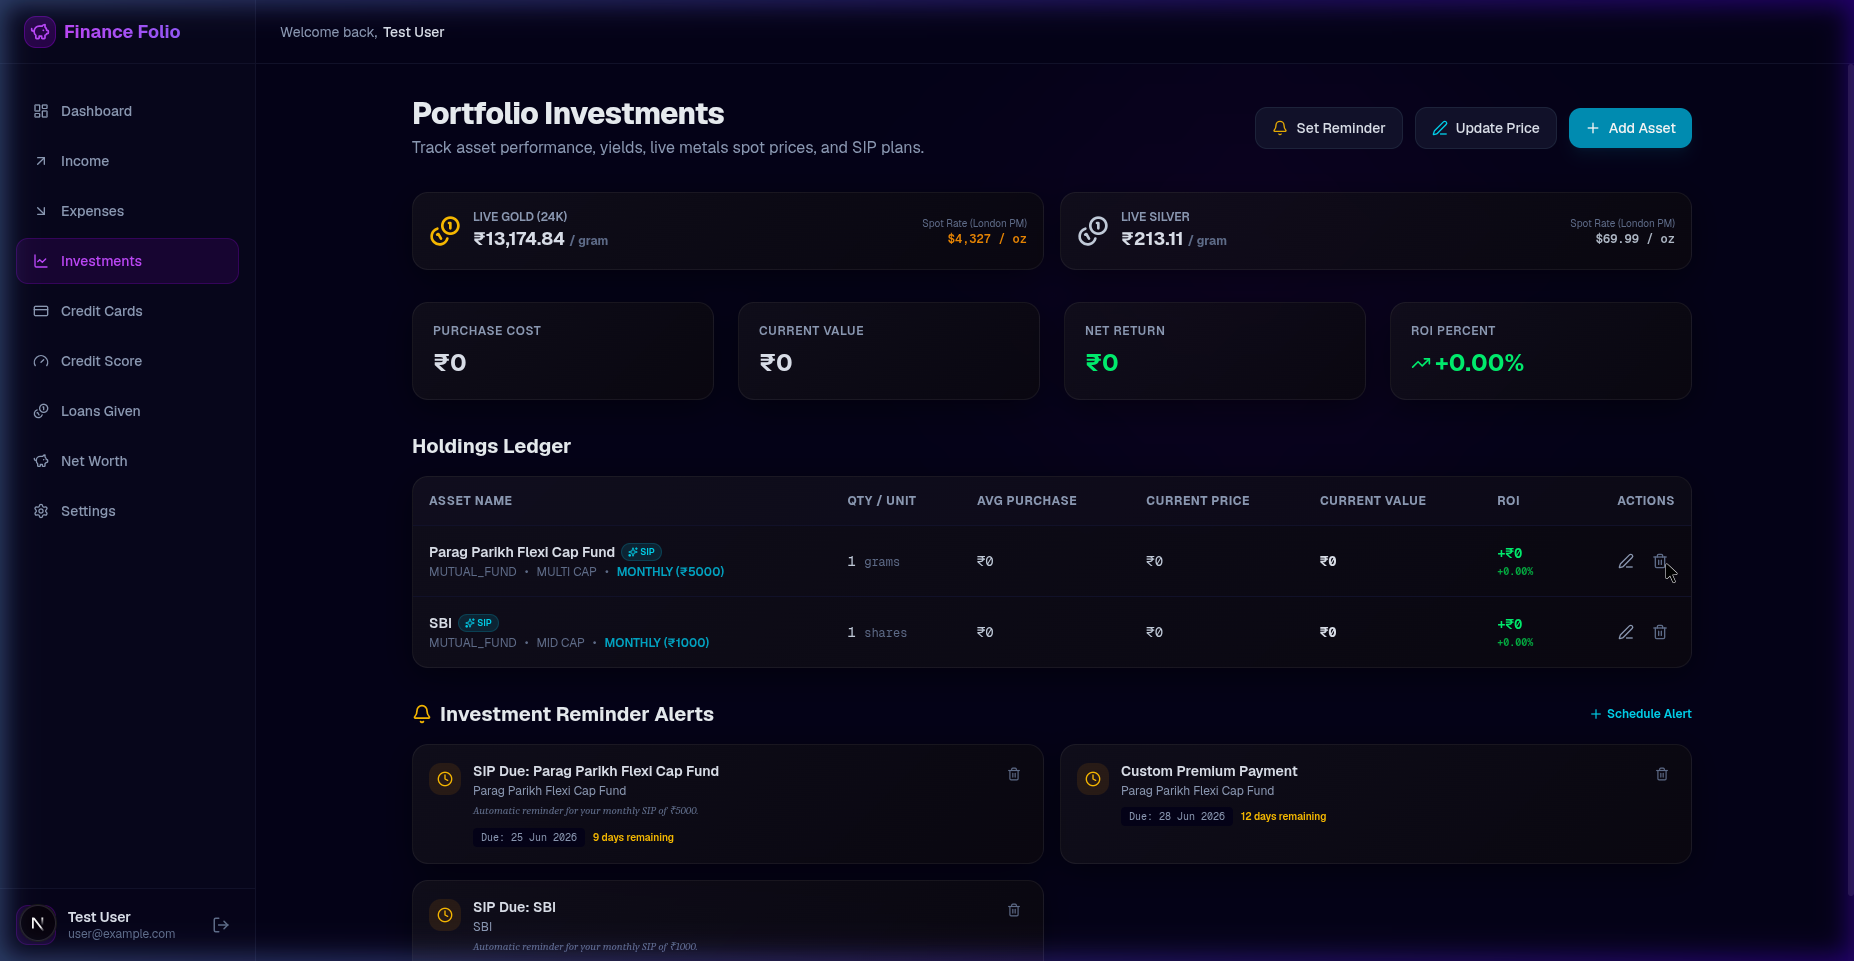 Finance Folio
Welcome back, Test User
Dashboard
Income
Expenses
Investments
Credit Cards
Credit Score
Loans Given
Net Worth
Settings
Test User
user@example.com
N
Portfolio Investments
Track asset performance, yields, live metals spot prices, and SIP plans.
Set Reminder
Update Price
Add Asset
LIVE GOLD (24K)
₹13,174.84 / gram
Spot Rate (London PM)
$4,327 / oz
LIVE SILVER
₹213.11 / gram
Spot Rate (London PM)
$69.99 / oz
PURCHASE COST
₹0
CURRENT VALUE
₹0
NET RETURN
₹0
ROI PERCENT
+0.00%
Holdings Ledger
ASSET NAME QTY / UNIT AVG PURCHASE CURRENT PRICE CURRENT VALUE ROI ACTIONS
Parag Parikh Flexi Cap Fund SIP
MUTUAL_FUND • MULTI CAP • MONTHLY (₹5000)
1 grams ₹0 ₹0 ₹0
+₹0
+0.00%
SBI SIP
MUTUAL_FUND • MID CAP • MONTHLY (₹1000)
1 shares ₹0 ₹0 ₹0
+₹0
+0.00%
Investment Reminder Alerts
+ Schedule Alert
SIP Due: Parag Parikh Flexi Cap Fund
Parag Parikh Flexi Cap Fund
Automatic reminder for your monthly SIP of ₹5000.
Due: 25 Jun 2026 9 days remaining
Custom Premium Payment
Parag Parikh Flexi Cap Fund
Due: 28 Jun 2026 12 days remaining
SIP Due: SBI
SBI
Automatic reminder for your monthly SIP of ₹1000.